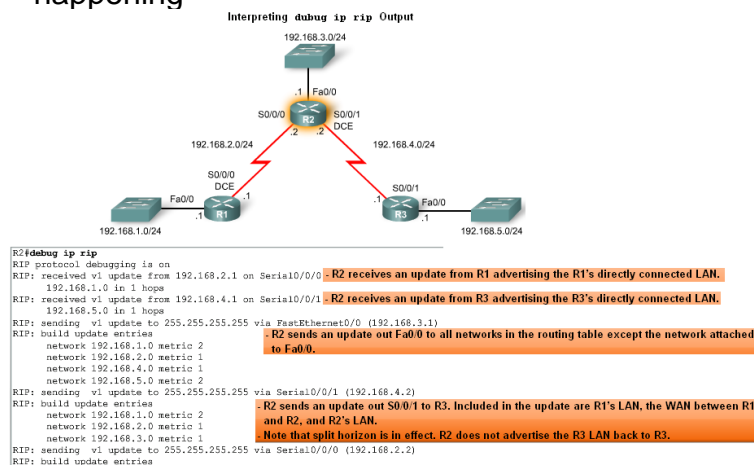 happening
Interpreting dubug ip rip Output
192.168.3.0/24
.1 Fa0/0
S0/0/0 S0/0/1
R2 DCE
.2 .2
192.168.2.0/24 192.168.4.0/24
S0/0/0
DCE S0/0/1
Fa0/0 .1 .1 Fa0/0
.1 R1 R3 .1
192.168.1.0/24 192.168.5.0/24
R2#debug ip rip
RIP protocol debugging is on
RIP: received v1 update from 192.168.2.1 on Serial0/0/0 - R2 receives an update from R1 advertising the R1's directly connected LAN.
192.168.1.0 in 1 hops
RIP: received v1 update from 192.168.4.1 on Serial0/0/1 - R2 receives an update from R3 advertising the R3's directly connected LAN.
192.168.5.0 in 1 hops
RIP: sending v1 update to 255.255.255.255 via FastEthernet0/0 (192.168.3.1)
RIP: build update entries - R2 sends an update out Fa0/0 to all networks in the routing table except the network attached
network 192.168.1.0 metric 2 to Fa0/0.
network 192.168.2.0 metric 1
network 192.168.4.0 metric 1
network 192.168.5.0 metric 2
RIP: sending v1 update to 255.255.255.255 via Serial0/0/1 (192.168.4.2)
RIP: build update entries - R2 sends an update out S0/0/1 to R3. Included in the update are R1's LAN, the WAN between R1
network 192.168.1.0 metric 2 and R2, and R2's LAN.
network 192.168.2.0 metric 1
network 192.168.3.0 metric 1 - Note that split horizon is in effect. R2 does not advertise the R3 LAN back to R3.
RIP: sending v1 update to 255.255.255.255 via Serial0/0/0 (192.168.2.2)
RIP: build update entries